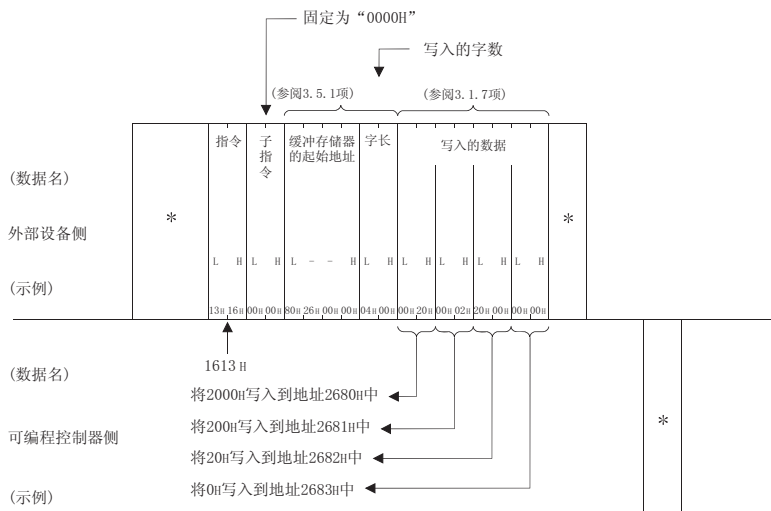 固定为“0000H”
写入的字数
(参阅3.5.1项) (参阅3.1.7项)
指令 子指令 缓冲存储器的起始地址 字长 写入的数据
(数据名)
*
*
外部设备侧
L H L H L - - H L H L H L H L H L H
(示例)
13H 16H 00H 00H 80H 26H 00H 00H 04H 00H 00H 20H 00H 02H 20H 00H 00H 00H
1613H
(数据名)
将2000H写入到地址2680H中
将200H写入到地址2681H中
*
可编程控制器侧
将20H写入到地址2682H中
将0H写入到地址2683H中
(示例)